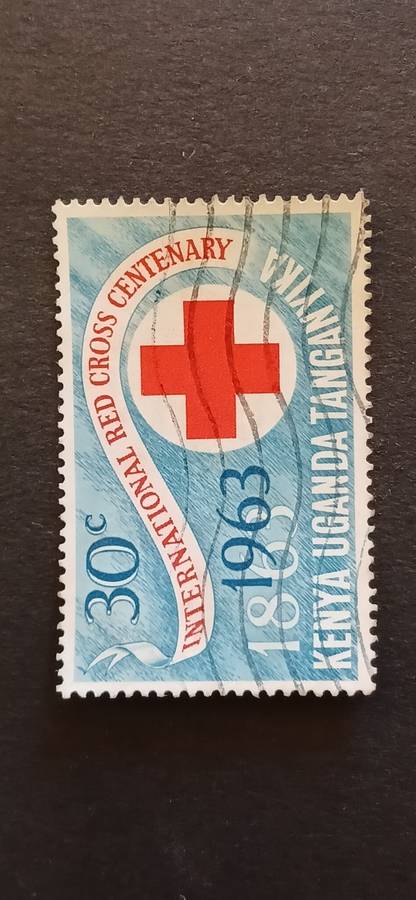 INTERNATIONAL RED CROSS CENTENARY
30c
1963
1863
KENYA UGANDA TANGANYIKA